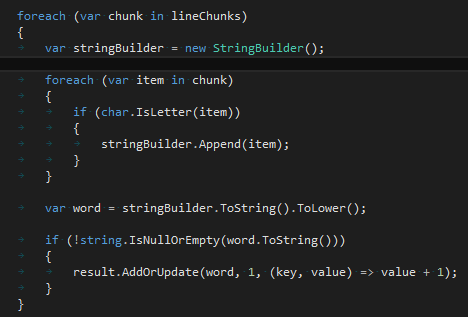 foreach (var chunk in lineChunks)
{
    var stringBuilder = new StringBuilder();
    foreach (var item in chunk)
    {
        if (char.IsLetter(item))
        {
            stringBuilder.Append(item);
        }
    }
    var word = stringBuilder.ToString().ToLower();
    if (!string.IsNullOrEmpty(word.ToString()))
    {
        result.AddOrUpdate(word, 1, (key, value) => value + 1);
    }
}